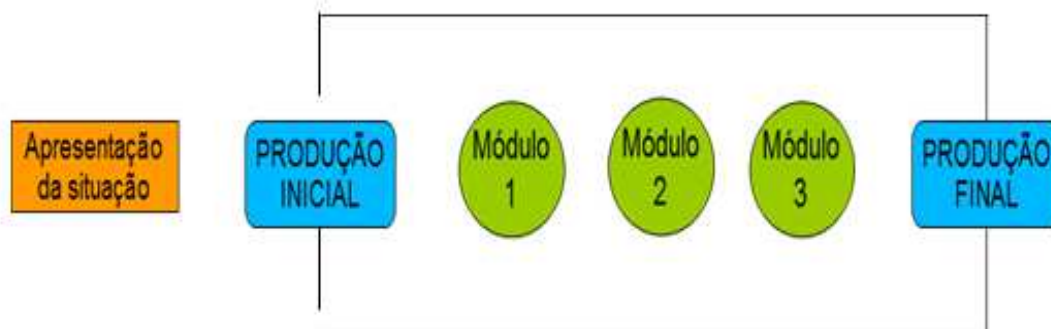 Apresentação
da situação
PRODUÇÃO
INICIAL
Módulo
1
Módulo
2
Módulo
3
PRODUÇÃO
FINAL